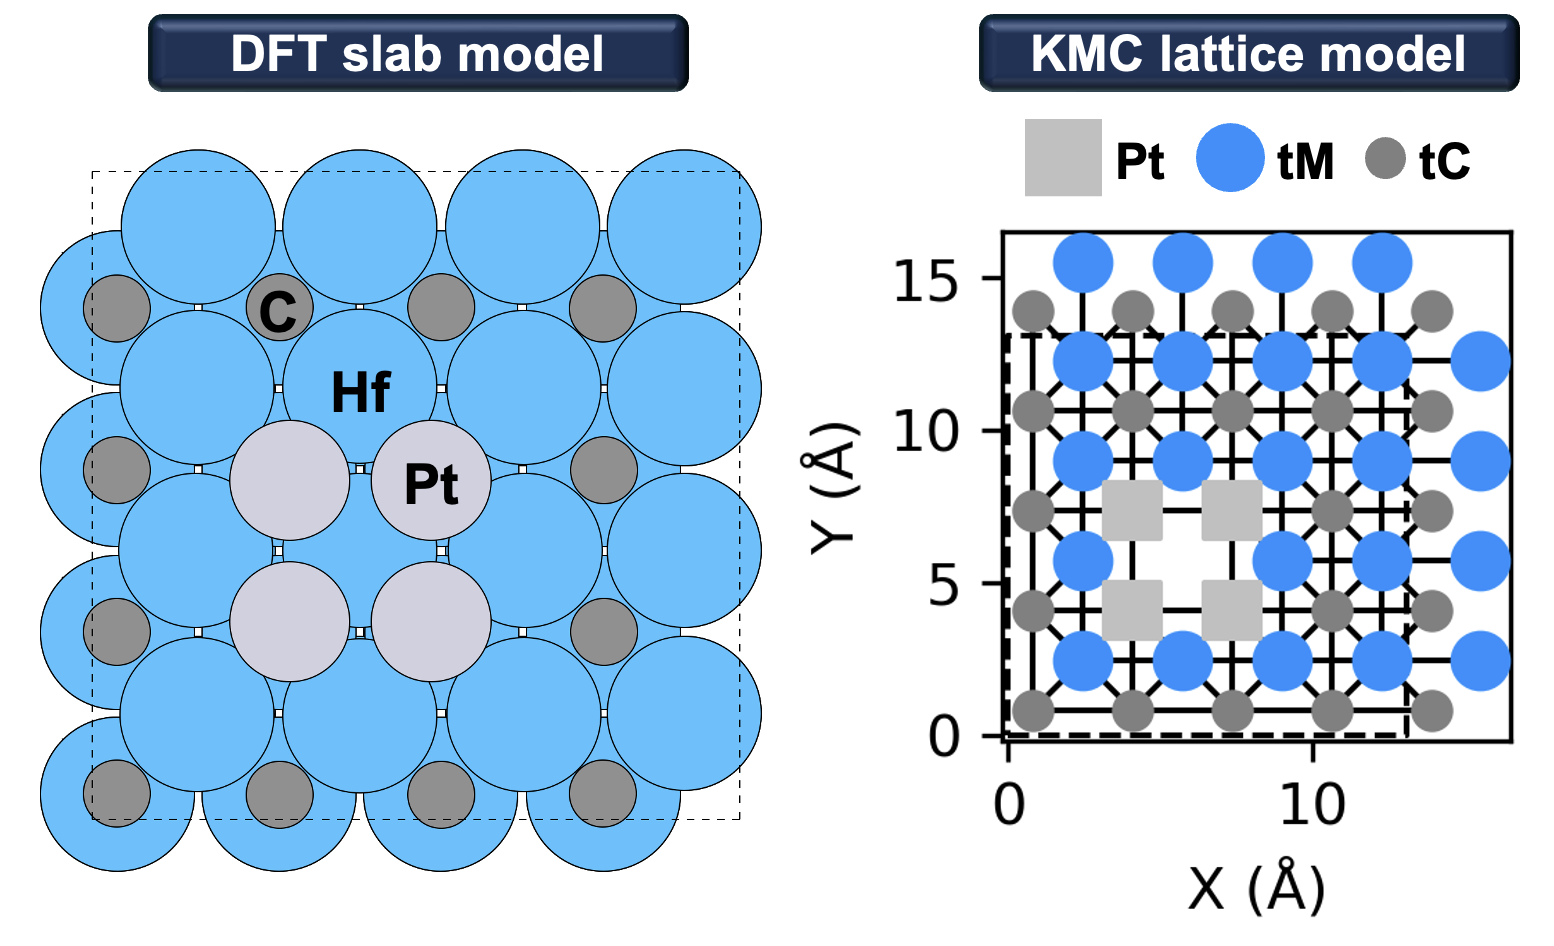 DFT slab model
KMC lattice model
Pt tM tC
C
Hf
Pt
15
10
5
0
Y (Å)
0 10
X (Å)